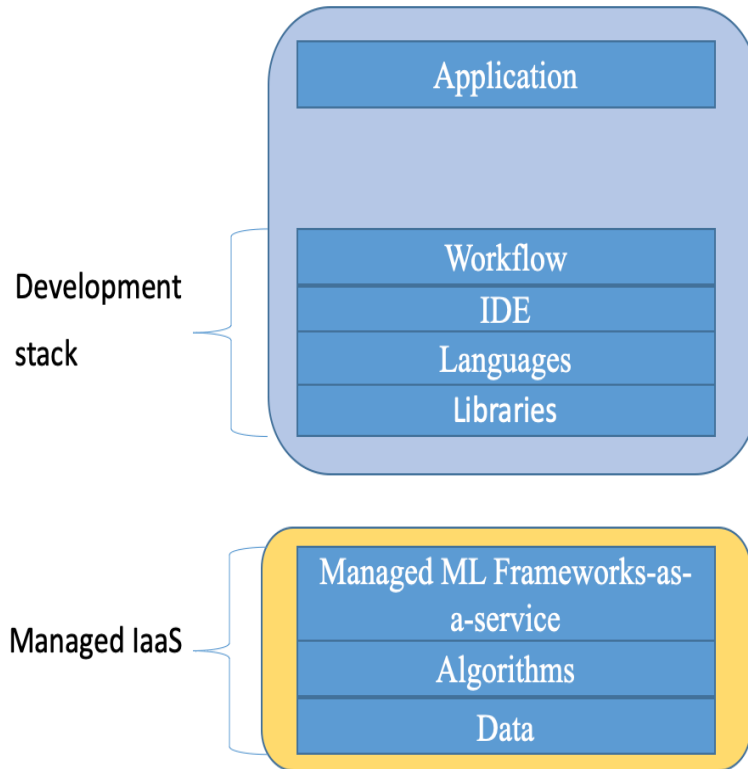 Application
Development
stack
Workflow
IDE
Languages
Libraries
Managed IaaS
Managed ML Frameworks-as-
a-service
Algorithms
Data